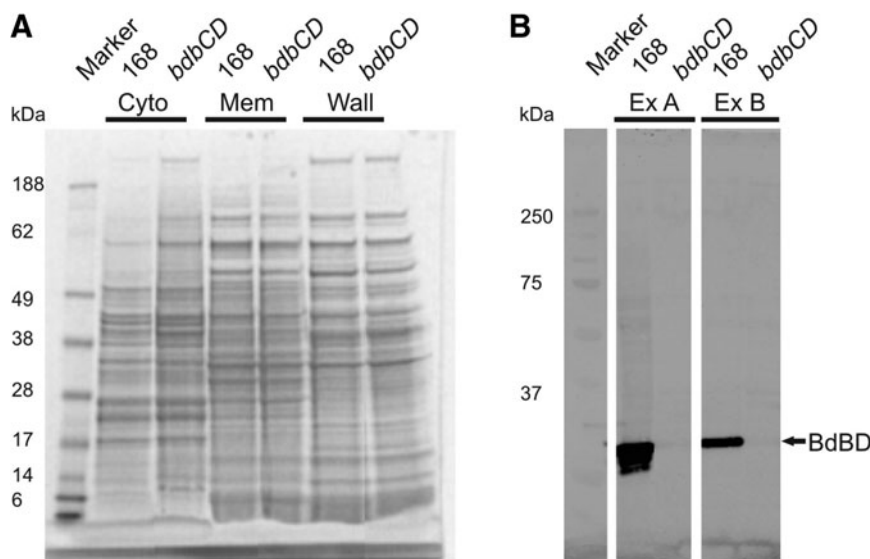 A
Marker
168
bdbCD
168
bdbCD
168
bdbCD
kDa
Cyto
Mem
Wall
188
62
49
38
28
17
14
6
B
Marker
168
bdbCD
168
bdbCD
kDa
Ex A
Ex B
250
75
37
BdBD